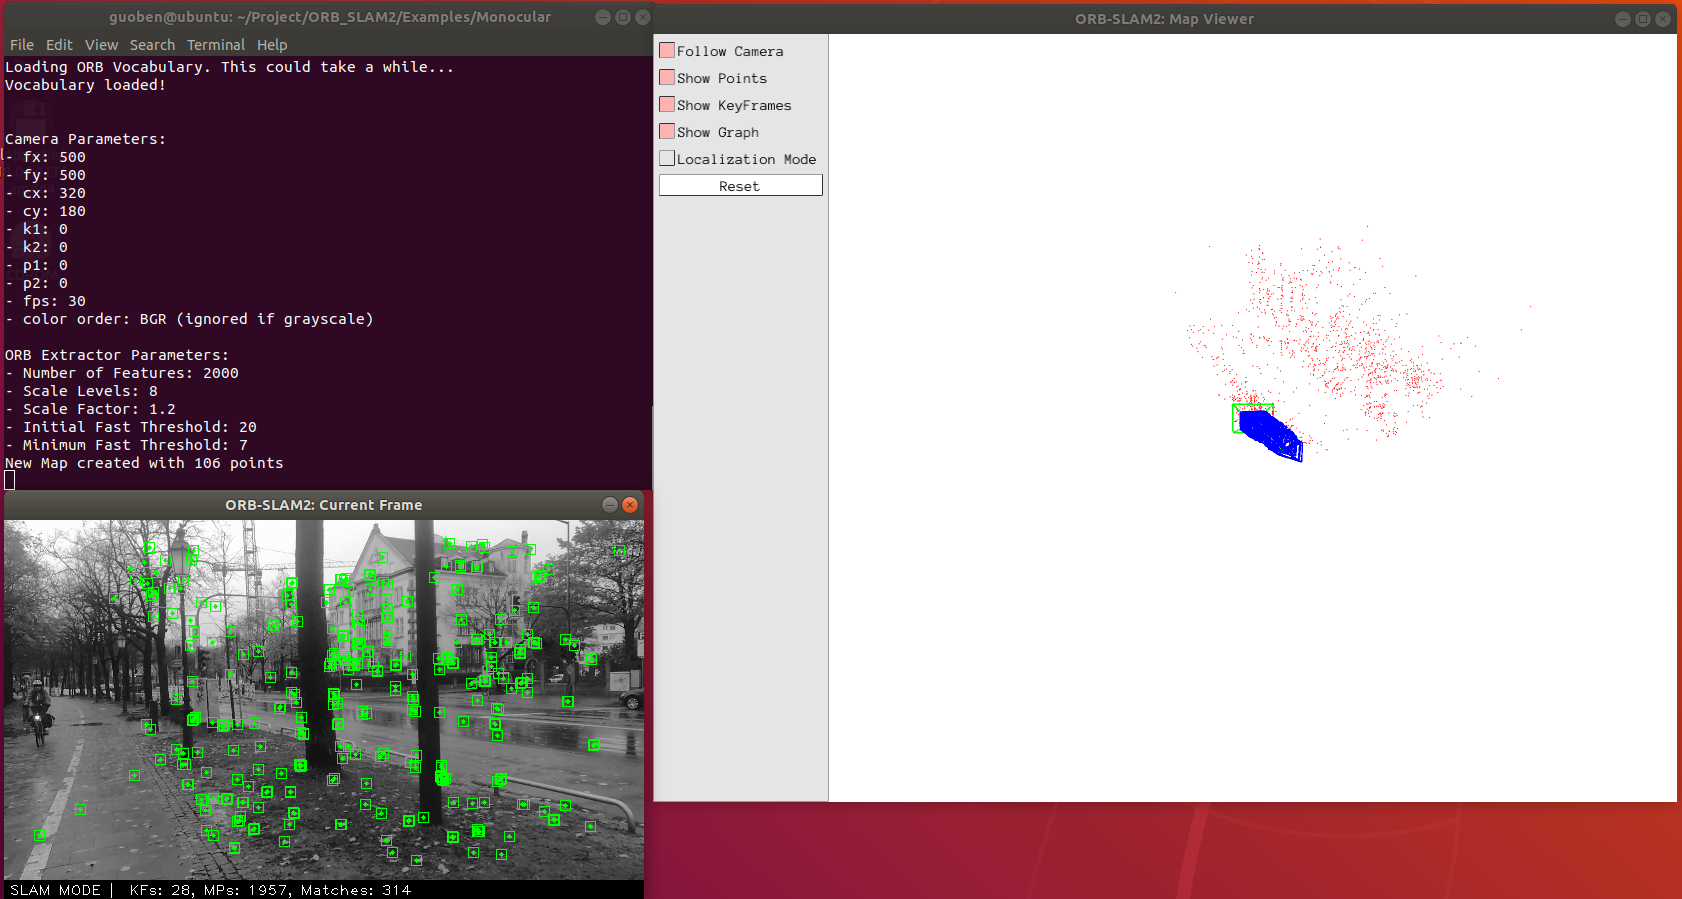 guoben@ubuntu: ~/Project/ORB_SLAM2/Examples/Monocular
File Edit View Search Terminal Help
Loading ORB Vocabulary. This could take a while...
Vocabulary loaded!
Camera Parameters:
- fx: 500
- fy: 500
- cx: 320
- cy: 180
- k1: 0
- k2: 0
- p1: 0
- p2: 0
- fps: 30
- color order: BGR (ignored if grayscale)
ORB Extractor Parameters:
- Number of Features: 2000
- Scale Levels: 8
- Scale Factor: 1.2
- Initial Fast Threshold: 20
- Minimum Fast Threshold: 7
New Map created with 106 points
ORB-SLAM2: Current Frame
SLAM MODE | KFs: 28, MPs: 1957, Matches: 314
ORB-SLAM2: Map Viewer
Follow Camera
Show Points
Show KeyFrames
Show Graph
Localization Mode
Reset